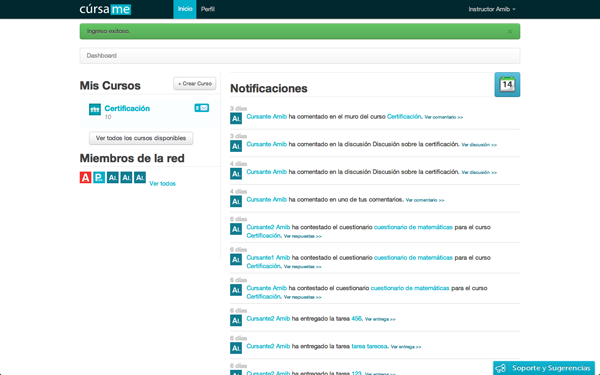 cúrsame
Inicio
Perfil
Instructor Amib
Ingreso exitoso.
×
Dashboard
Mis Cursos
+ Crear Curso
Certificación
10
Ver todos los cursos disponibles
Miembros de la red
A P. Ai. Ai. Ai.
Ver todos
Notificaciones
14
3 días
Ai.
Cursante Amib ha comentado en el muro del curso Certificación. Ver comentario >>
3 días
Ai.
Cursante Amib ha comentado en la discusión Discusión sobre la certificación. Ver discusión >>
4 días
Ai.
Cursante Amib ha comentado en la discusión Discusión sobre la certificación. Ver discusión >>
4 días
Ai.
Cursante Amib ha comentado en uno de tus comentarios. Ver comentario >>
6 días
Ai.
Cursante2 Amib ha contestado el cuestionario cuestionario de matemáticas para el curso
Certificación. Ver respuestas >>
6 días
Ai.
Cursante1 Amib ha contestado el cuestionario cuestionario de matemáticas para el curso
Certificación. Ver respuestas >>
6 días
Ai.
Cursante Amib ha contestado el cuestionario cuestionario de matemáticas para el curso
Certificación. Ver respuestas >>
6 días
Ai.
Cursante2 Amib ha entregado la tarea 456. Ver entrega >>
6 días
Ai.
Cursante2 Amib ha entregado la tarea tarea tareosa. Ver entrega >>
6 días
Ai.
Cursante2 Amib ha entregado la tarea 123. Ver entrega >>
Soporte y Sugerencias